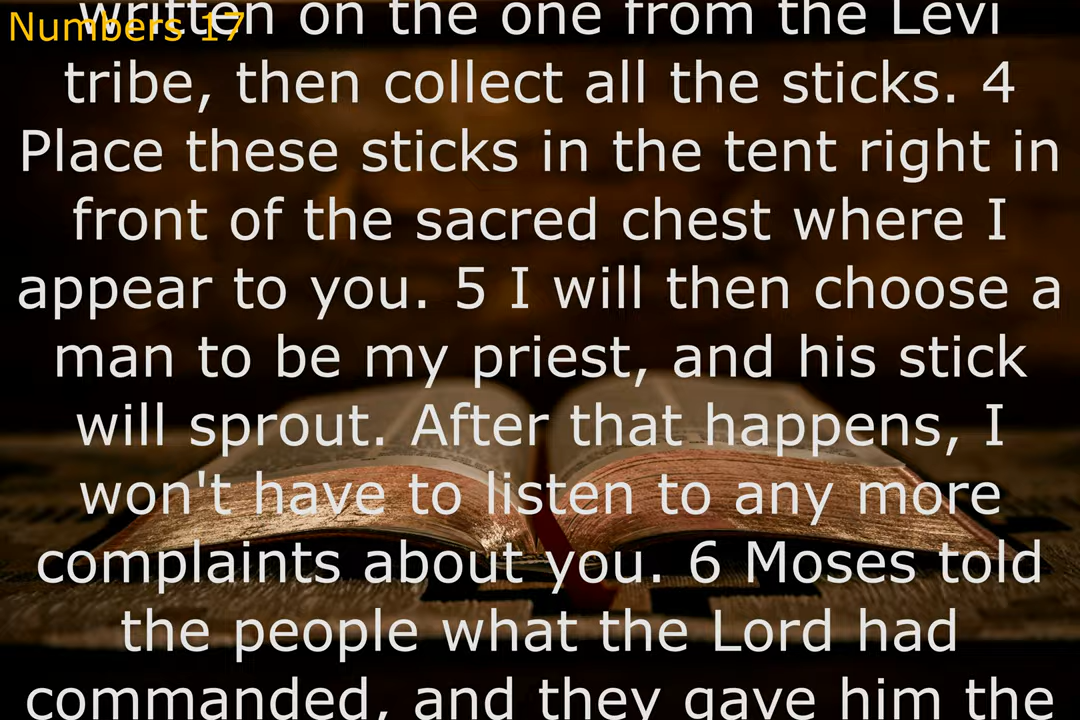 Numbers 17
written on the one from the Levi
tribe, then collect all the sticks. 4
Place these sticks in the tent right in
front of the sacred chest where I
appear to you. 5 I will then choose a
man to be my priest, and his stick
will sprout. After that happens, I
won't have to listen to any more
complaints about you. 6 Moses told
the people what the Lord had
commanded, and they gave him the